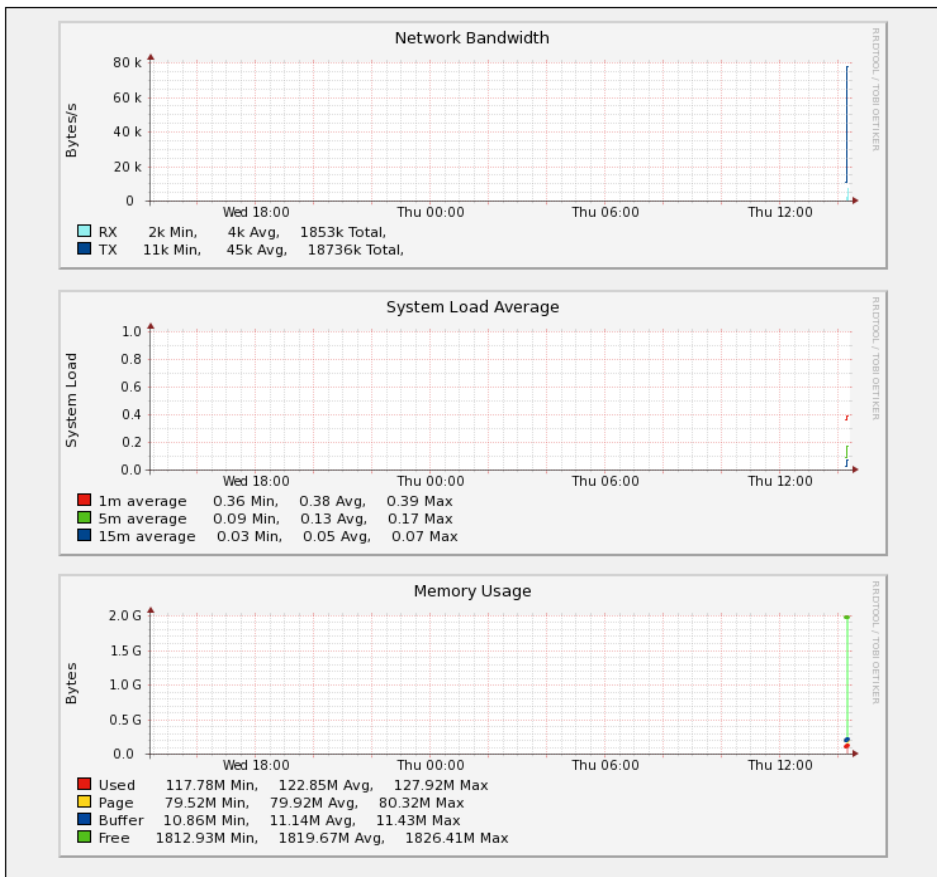 Network Bandwidth
RRDTOOL / TOBI OETIKER
Bytes/s
80 k
60 k
40 k
20 k
0
Wed 18:00 Thu 00:00 Thu 06:00 Thu 12:00
RX 2k Min, 4k Avg, 1853k Total,
TX 11k Min, 45k Avg, 18736k Total,
System Load Average
RRDTOOL / TOBI OETIKER
System Load
1.0
0.8
0.6
0.4
0.2
0.0
Wed 18:00 Thu 00:00 Thu 06:00 Thu 12:00
1m average 0.36 Min, 0.38 Avg, 0.39 Max
5m average 0.09 Min, 0.13 Avg, 0.17 Max
15m average 0.03 Min, 0.05 Avg, 0.07 Max
Memory Usage
RRDTOOL / TOBI OETIKER
Bytes
2.0 G
1.5 G
1.0 G
0.5 G
0.0
Wed 18:00 Thu 00:00 Thu 06:00 Thu 12:00
Used 117.78M Min, 122.85M Avg, 127.92M Max
Page 79.52M Min, 79.92M Avg, 80.32M Max
Buffer 10.86M Min, 11.14M Avg, 11.43M Max
Free 1812.93M Min, 1819.67M Avg, 1826.41M Max